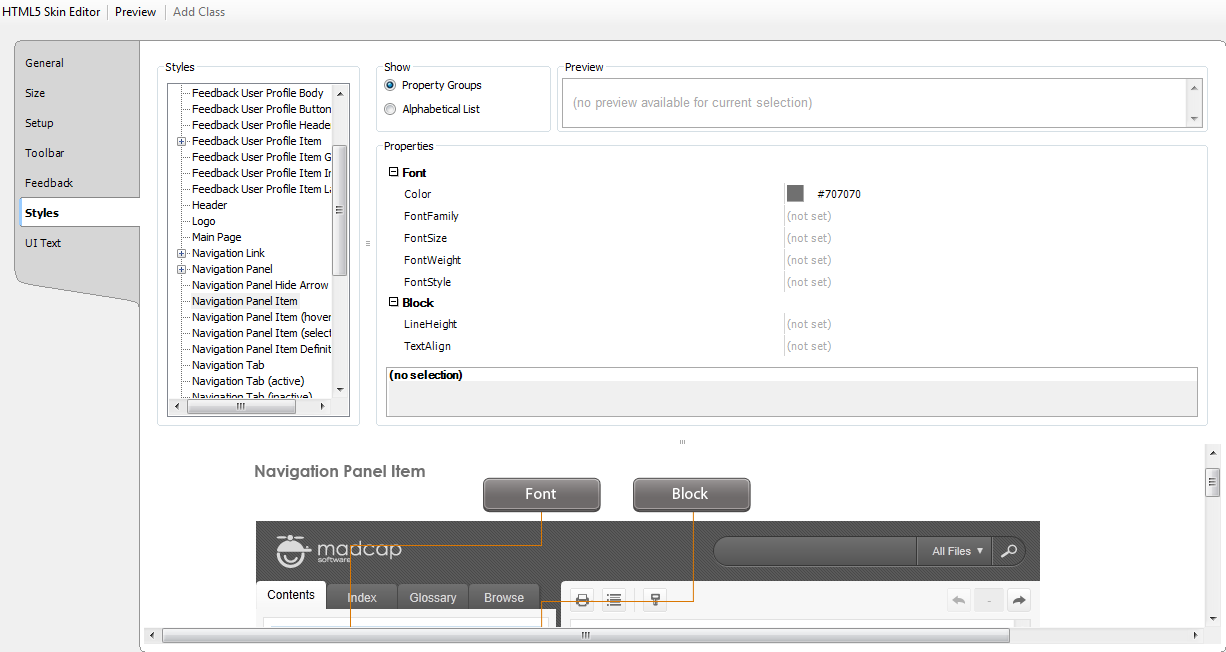 HTML5 Skin Editor Preview Add Class
General
Size
Setup
Toolbar
Feedback
Styles
UI Text
Styles
Feedback User Profile Body
Feedback User Profile Button
Feedback User Profile Heade
Feedback User Profile Item
Feedback User Profile Item G
Feedback User Profile Item In
Feedback User Profile Item La
Header
Logo
Main Page
Navigation Link
Navigation Panel
Navigation Panel Hide Arrow
Navigation Panel Item
Navigation Panel Item (hover
Navigation Panel Item (select
Navigation Panel Item Definit
Navigation Tab
Navigation Tab (active)
Navigation Tab (inactive)
Show
Property Groups
Alphabetical List
Preview
(no preview available for current selection)
Properties
Font
Color #707070
FontFamily (not set)
FontSize (not set)
FontWeight (not set)
FontStyle (not set)
Block
LineHeight (not set)
TextAlign (not set)
(no selection)
Navigation Panel Item
Font Block
madcap
software
All Files
Contents Index Glossary Browse